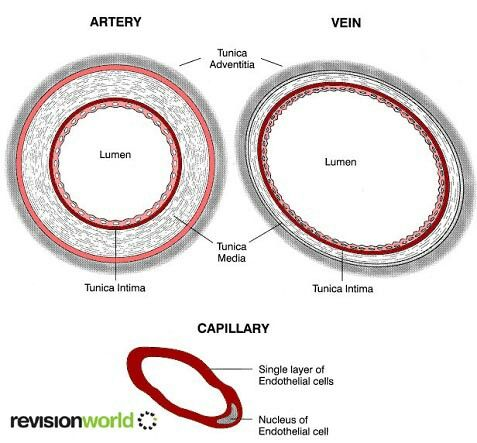 ARTERY
VEIN
Tunica
Adventitia
Lumen
Lumen
Tunica
Media
Tunica Intima
Tunica Intima
CAPILLARY
Single layer of
Endothelial cells
Nucleus of
Endothelial cell
revisionworld